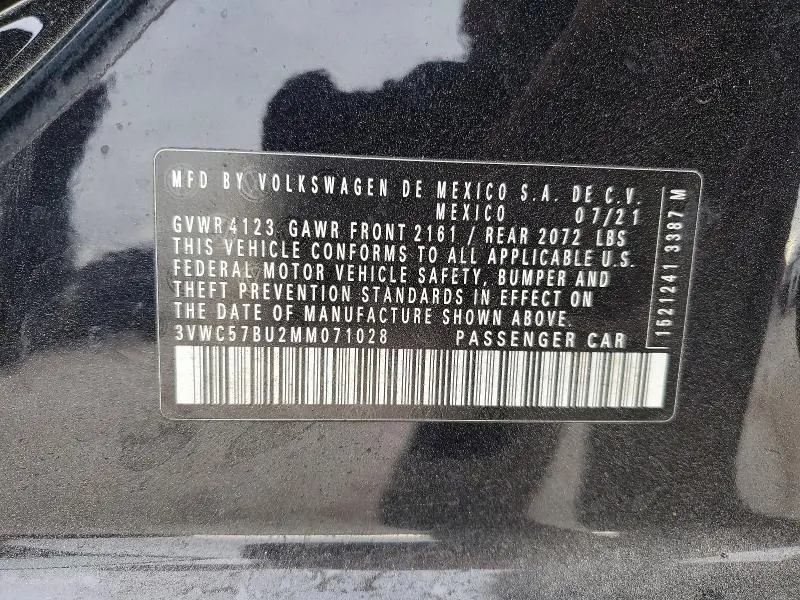 MFD BY VOLKSWAGEN DE MEXICO S.A. DE C.V.
MEXICO 07/21
GVWR 4123 GAWR FRONT 2161 / REAR 2072 LBS
THIS VEHICLE CONFORMS TO ALL APPLICABLE U.S.
FEDERAL MOTOR VEHICLE SAFETY, BUMPER AND
THEFT PREVENTION STANDARDS IN EFFECT ON
THE DATE OF MANUFACTURE SHOWN ABOVE.
3VWC57BU2MM071028 PASSENGER CAR
1521241 3387 M